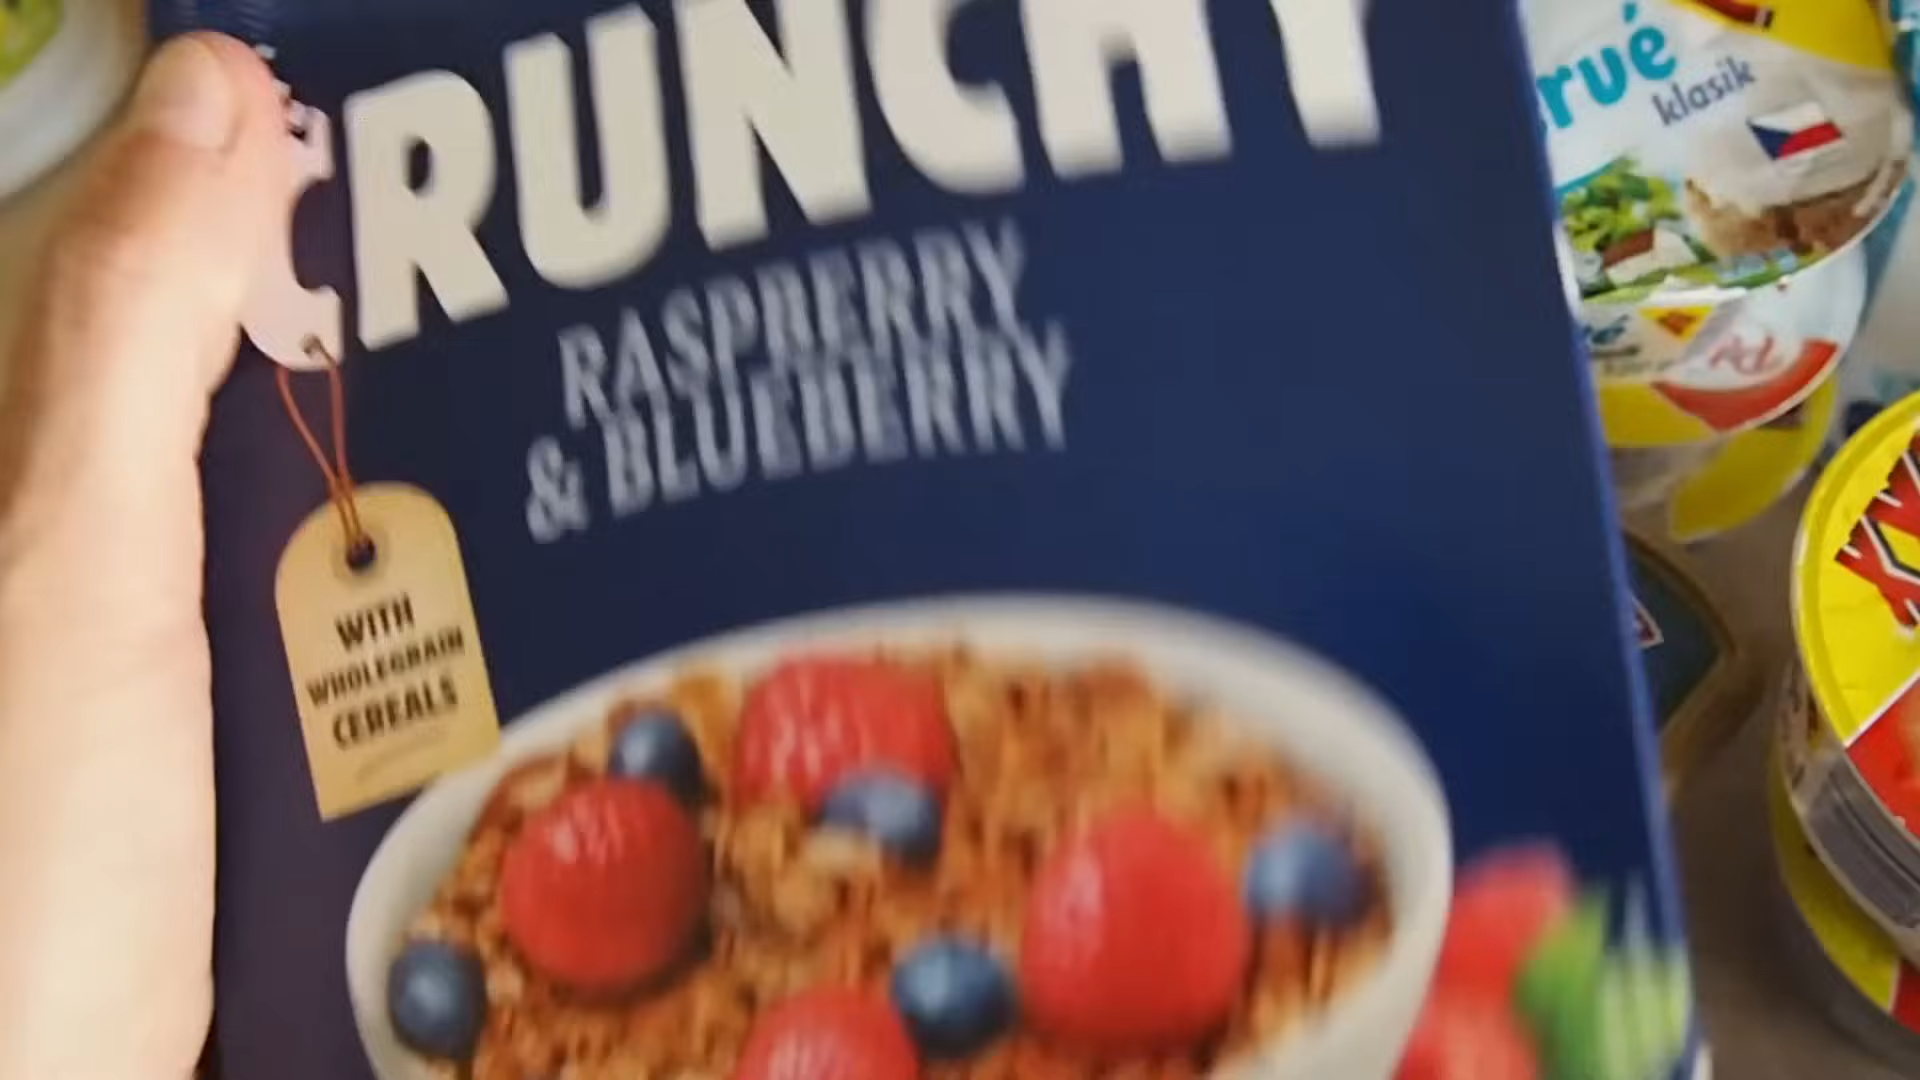 CRUNCHY
RASPBERRY
& BLUEBERRY
WITH
WHOLEGRAIN
CEREALS
klasik